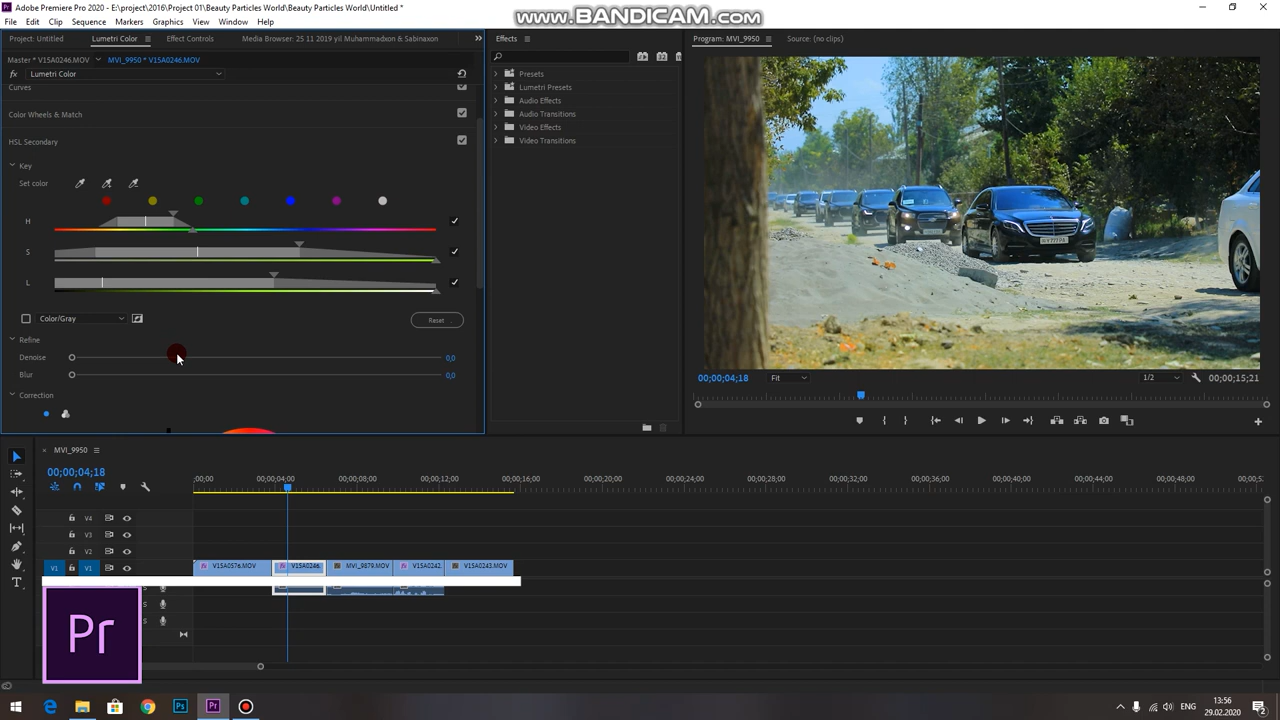 Adobe Premiere Pro 2020 - E:\project\2016\Project 01\Beauty Particles World\Beauty Particles World\Untitled *
www.BANDICAM.com
File Edit Clip Sequence Markers Graphics View Window Help
Project: Untitled
Lumetri Color
Effect Controls
Media Browser: 25 11 2019 yil Muhammadxon & Sabinaxon
Effects
Program: MVI_9950
Source: (no clips)
Master * V15A0246.MOV
MVI_9950 * V15A0246.MOV
fx Lumetri Color
Curves
Color Wheels & Match
HSL Secondary
Key
Set color
H
S
L
Color/Gray
Reset
Refine
Denoise 0,0
Blur 0,0
Correction
Presets
Lumetri Presets
Audio Effects
Audio Transitions
Video Effects
Video Transitions
00;00;04;18
Fit
1/2
00;00;15;21
MVI_9950
00;00;04;18
;00;00 00;00;04;00 00;00;08;00 00;00;12;00 00;00;16;00 00;00;20;00 00;00;24;00 00;00;28;00 00;00;32;00 00;00;36;00 00;00;40;00 00;00;44;00 00;00;48;00 00;00;5
V4
V3
V2
V1 V1 V15A0576.MOV V15A0246. MVI_9879.MOV V15A0242. V15A0243.MOV
Pr
Ps
Pr
ENG
13:56
29.02.2020
2